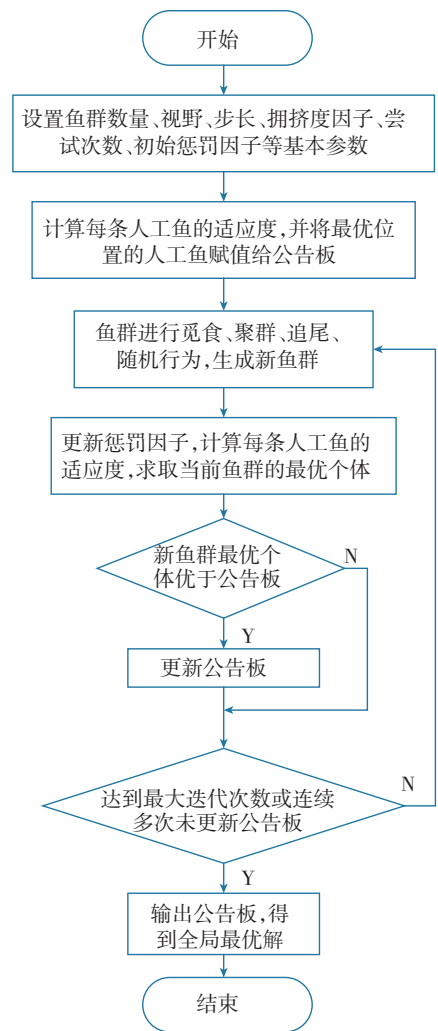 开始
设置鱼群数量、视野、步长、拥挤度因子、尝
试次数、初始惩罚因子等基本参数
计算每条人工鱼的适应度,并将最优位
置的人工鱼赋值给公告板
鱼群进行觅食、聚群、追尾、
随机行为,生成新鱼群
更新惩罚因子,计算每条人工鱼的
适应度,求取当前鱼群的最优个体
新鱼群最优个
体优于公告板
N
Y
更新公告板
达到最大迭代次数或连续
多次未更新公告板
N
Y
输出公告板,得
到全局最优解
结束